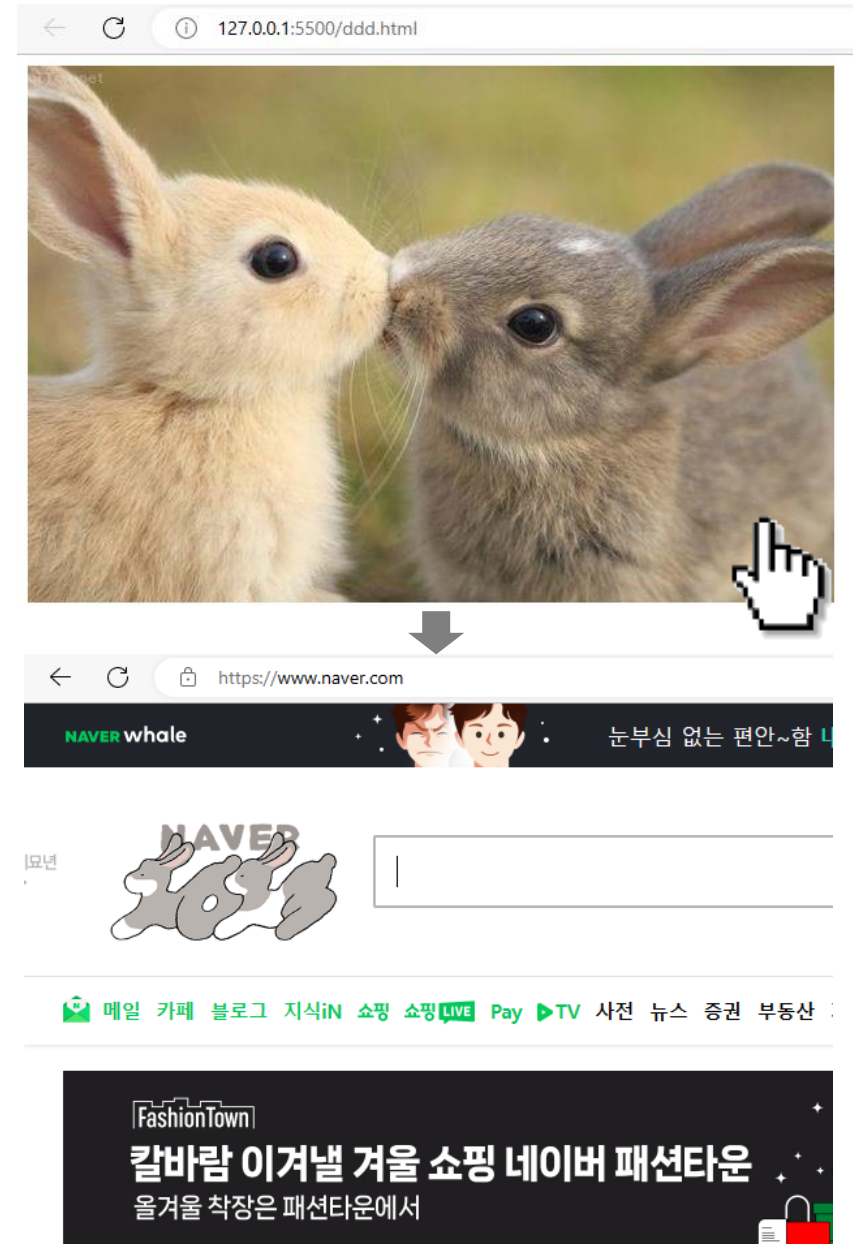 127.0.0.1:5500/ddd.html
https://www.naver.com
NAVER whale
눈부심 없는 편안~함
NAVER
2023
묘년
메일 카페 블로그 지식iN 쇼핑 쇼핑LIVE Pay TV 사전 뉴스 증권 부동산
FashionTown
칼바람 이겨낼 겨울 쇼핑 네이버 패션타운
올겨울 착장은 패션타운에서